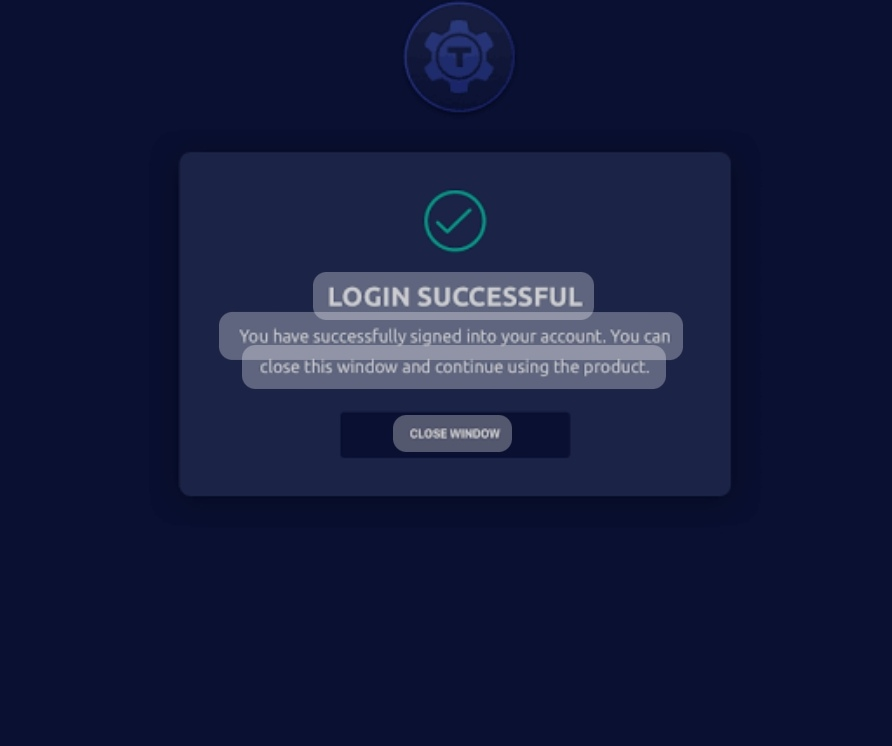 T
LOGIN SUCCESSFUL
You have successfully signed into your account. You can
close this window and continue using the product.
CLOSE WINDOW